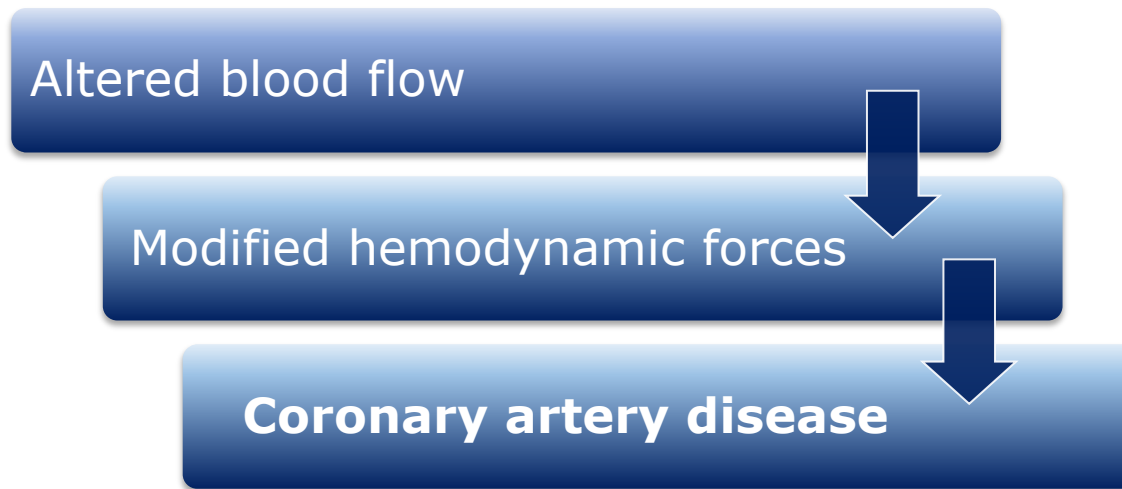 Altered blood flow
Modified hemodynamic forces
Coronary artery disease